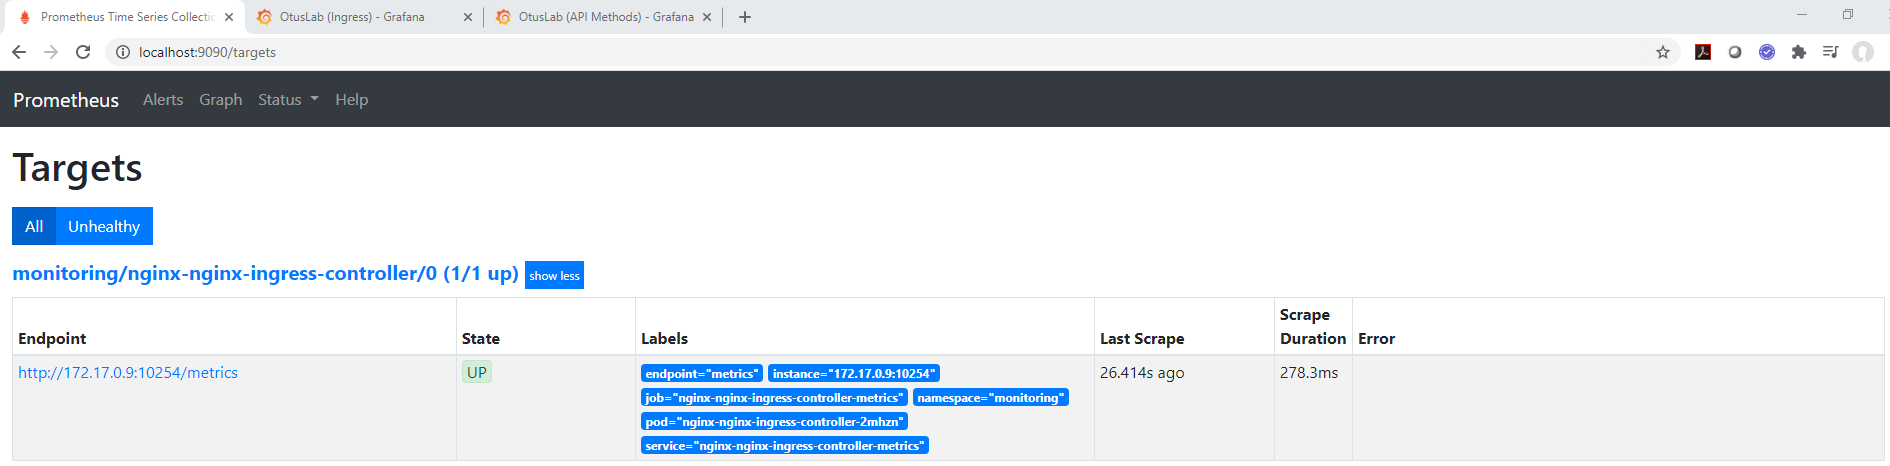 Prometheus Time Series Collectic
OtusLab (Ingress) - Grafana
OtusLab (API Methods) - Grafana
localhost:9090/targets
Prometheus Alerts Graph Status Help
Targets
All Unhealthy
monitoring/nginx-nginx-ingress-controller/0 (1/1 up) show less
Endpoint State Labels Last Scrape Scrape Duration Error
http://172.17.0.9:10254/metrics UP endpoint="metrics" instance="172.17.0.9:10254" 26.414s ago 278.3ms
job="nginx-nginx-ingress-controller-metrics" namespace="monitoring"
pod="nginx-nginx-ingress-controller-2mhzn"
service="nginx-nginx-ingress-controller-metrics"